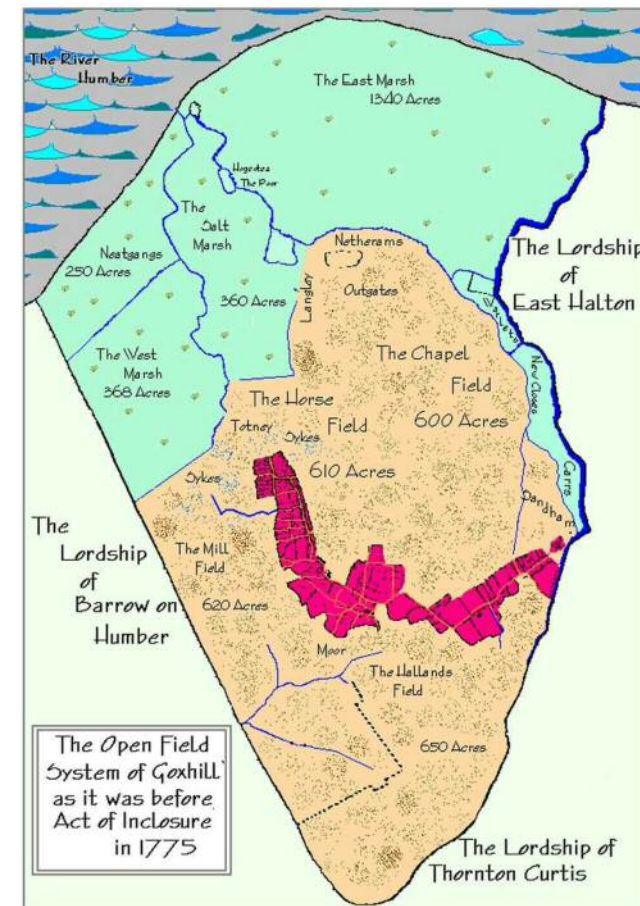 The River
Humber
The East Marsh
1340 Acres
Hogsdea
The Poor
The
Salt
Marsh
Neatgangs
250 Acres
360 Acres
The West
Marsh
368 Acres
Netherams
Langley
Outgates
The Lordship
of
East Halton
New Closes
Carrs
The Chapel
Field
600 Acres
The Horse
Field
610 Acres
Totney
Sykes
Sykes
Dandham
The
Lordship
of
Barrow on
Humber
The Mill
Field
620 Acres
Moor
The Hallands
Field
650 Acres
The Open Field
System of Goxhill
as it was before
Act of Inclosure
in 1775
The Lordship of
Thornton Curtis